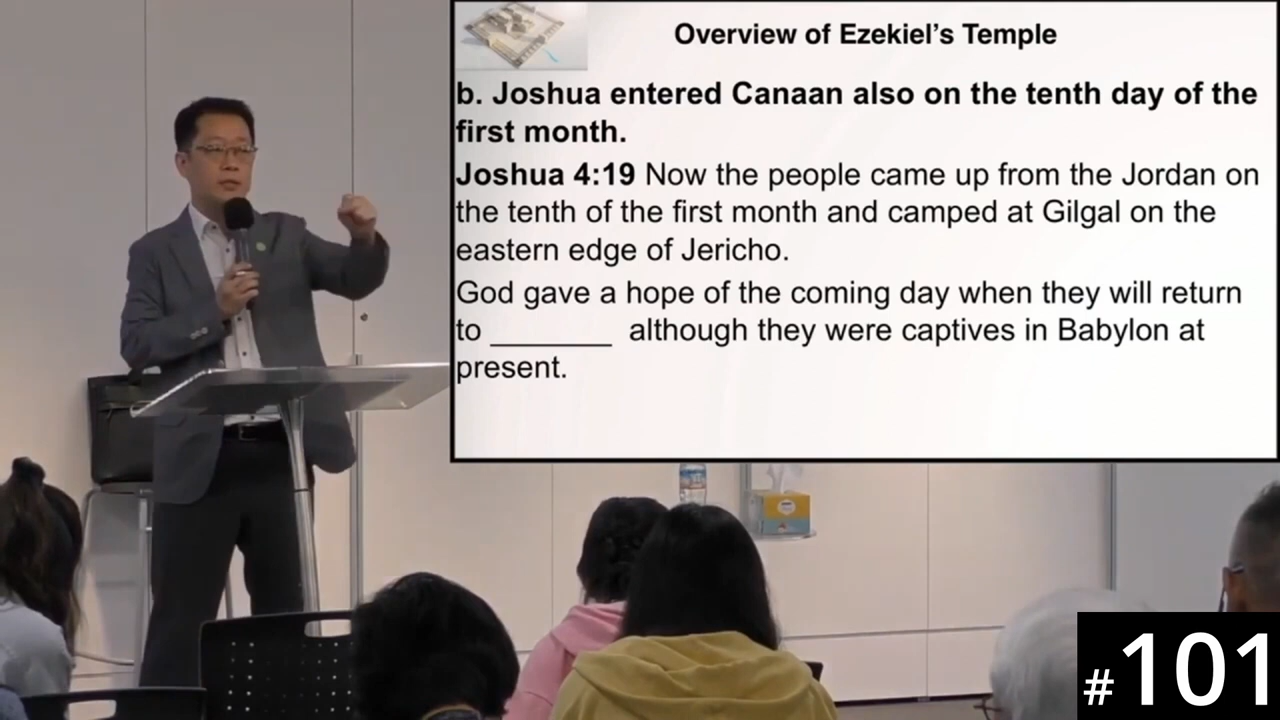 Overview of Ezekiel's Temple
b. Joshua entered Canaan also on the tenth day of the
first month.
Joshua 4:19 Now the people came up from the Jordan on
the tenth of the first month and camped at Gilgal on the
eastern edge of Jericho.
God gave a hope of the coming day when they will return
to _______ although they were captives in Babylon at
present.
#101